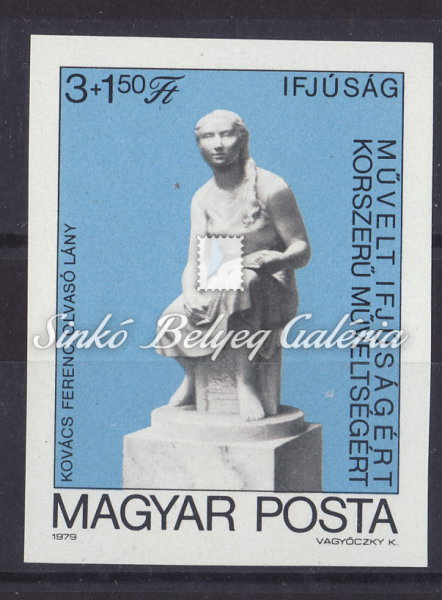 3+1⁵⁰ Ft
IFJÚSÁG
MŰVELT IFJÚSÁGÉRT
KORSZERŰ MŰVELTSÉGÉRT
KOVÁCS FERENC: OLVASÓ LÁNY
Sinkó Bélyeg Galéria
MAGYAR POSTA
1979
VAGYÓCZKY K.